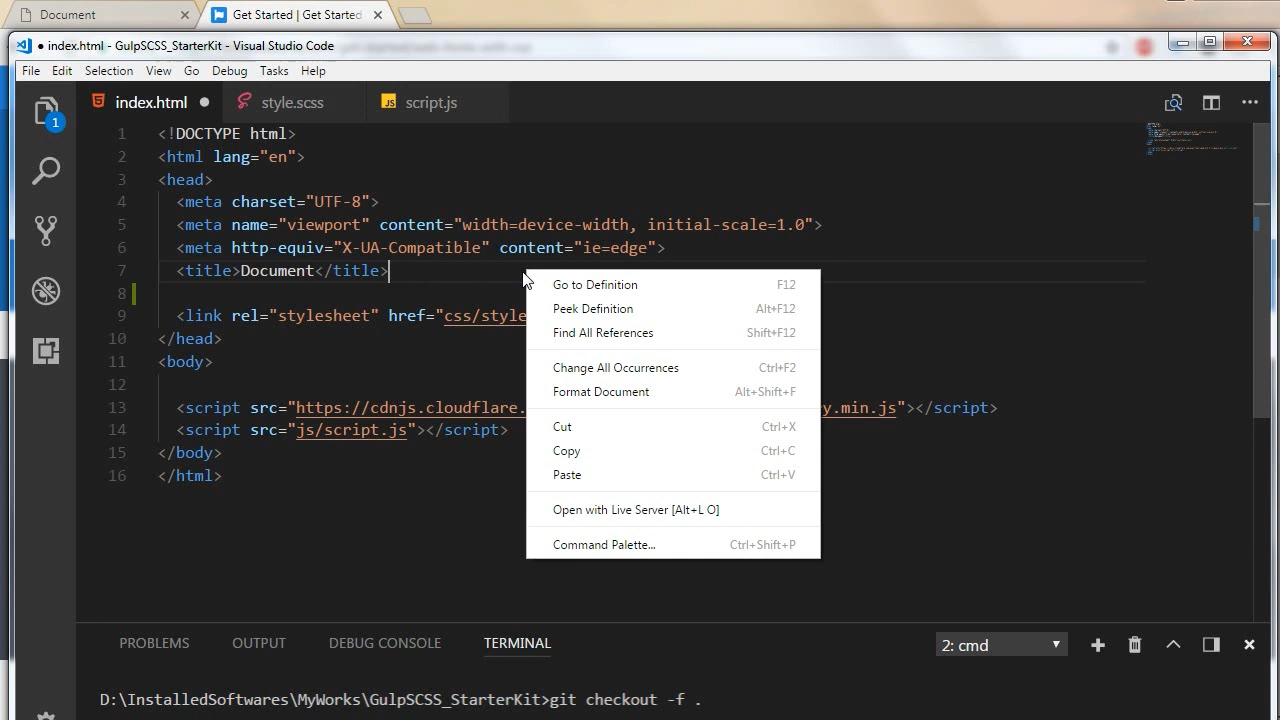 Document
Get Started | Get Started
index.html - GulpSCSS_StarterKit - Visual Studio Code
File Edit Selection View Go Debug Tasks Help
index.html
style.scss
script.js
1
1 <!DOCTYPE html>
2 <html lang="en">
3 <head>
4 <meta charset="UTF-8">
5 <meta name="viewport" content="width=device-width, initial-scale=1.0">
6 <meta http-equiv="X-UA-Compatible" content="ie=edge">
7 <title>Document</title>
8
9 <link rel="stylesheet" href="css/style
10 </head>
11 <body>
12
13 <script src="https://cdnjs.cloudflare. y.min.js"></script>
14 <script src="js/script.js"></script>
15 </body>
16 </html>
Go to Definition F12
Peek Definition Alt+F12
Find All References Shift+F12
Change All Occurrences Ctrl+F2
Format Document Alt+Shift+F
Cut Ctrl+X
Copy Ctrl+C
Paste Ctrl+V
Open with Live Server [Alt+L O]
Command Palette... Ctrl+Shift+P
PROBLEMS OUTPUT DEBUG CONSOLE TERMINAL 2: cmd
D:\InstalledSoftwares\MyWorks\GulpSCSS_StarterKit>git checkout -f .